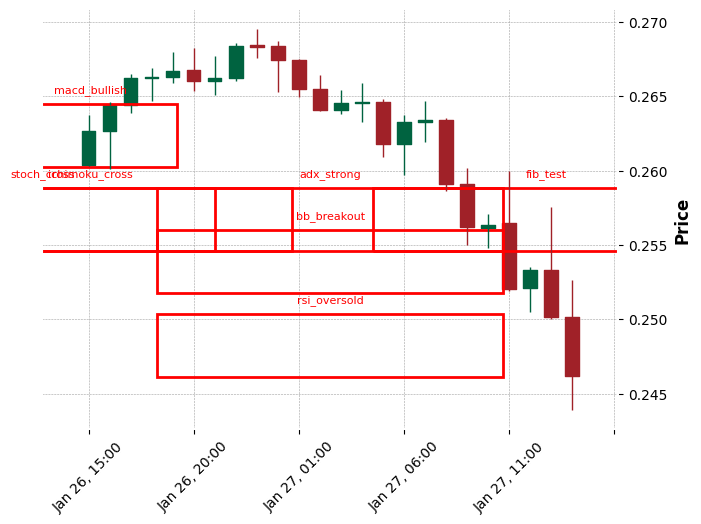 0.270
macd_bullish
0.265
0.260
stoch_cross
ichimoku_cross
adx_strong
fib_test
bb_breakout
0.255
rsi_oversold
0.250
0.245
Price
Jan 26, 15:00
Jan 26, 20:00
Jan 27, 01:00
Jan 27, 06:00
Jan 27, 11:00